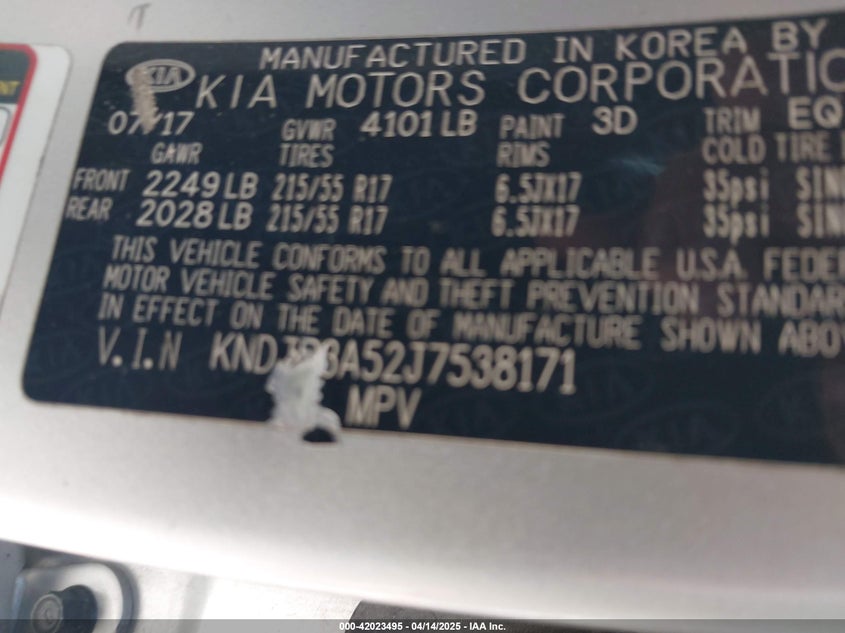 MANUFACTURED IN KOREA BY
KIA KIA MOTORS CORPORATIO
07/17 GVWR 4101 LB PAINT 3D TRIM EQ
GAWR TIRES RIMS COLD TIRE
FRONT 2249 LB 215/55 R17 6.5JX17 35psi SIN
REAR 2028 LB 215/55 R17 6.5JX17 35psi SIN
THIS VEHICLE CONFORMS TO ALL APPLICABLE U.S.A. FEDE
MOTOR VEHICLE SAFETY AND THEFT PREVENTION STANDAR
IN EFFECT ON THE DATE OF MANUFACTURE SHOWN ABO
V.I.N
MPV
000-42023495 - 04/14/2025 - IAA Inc.